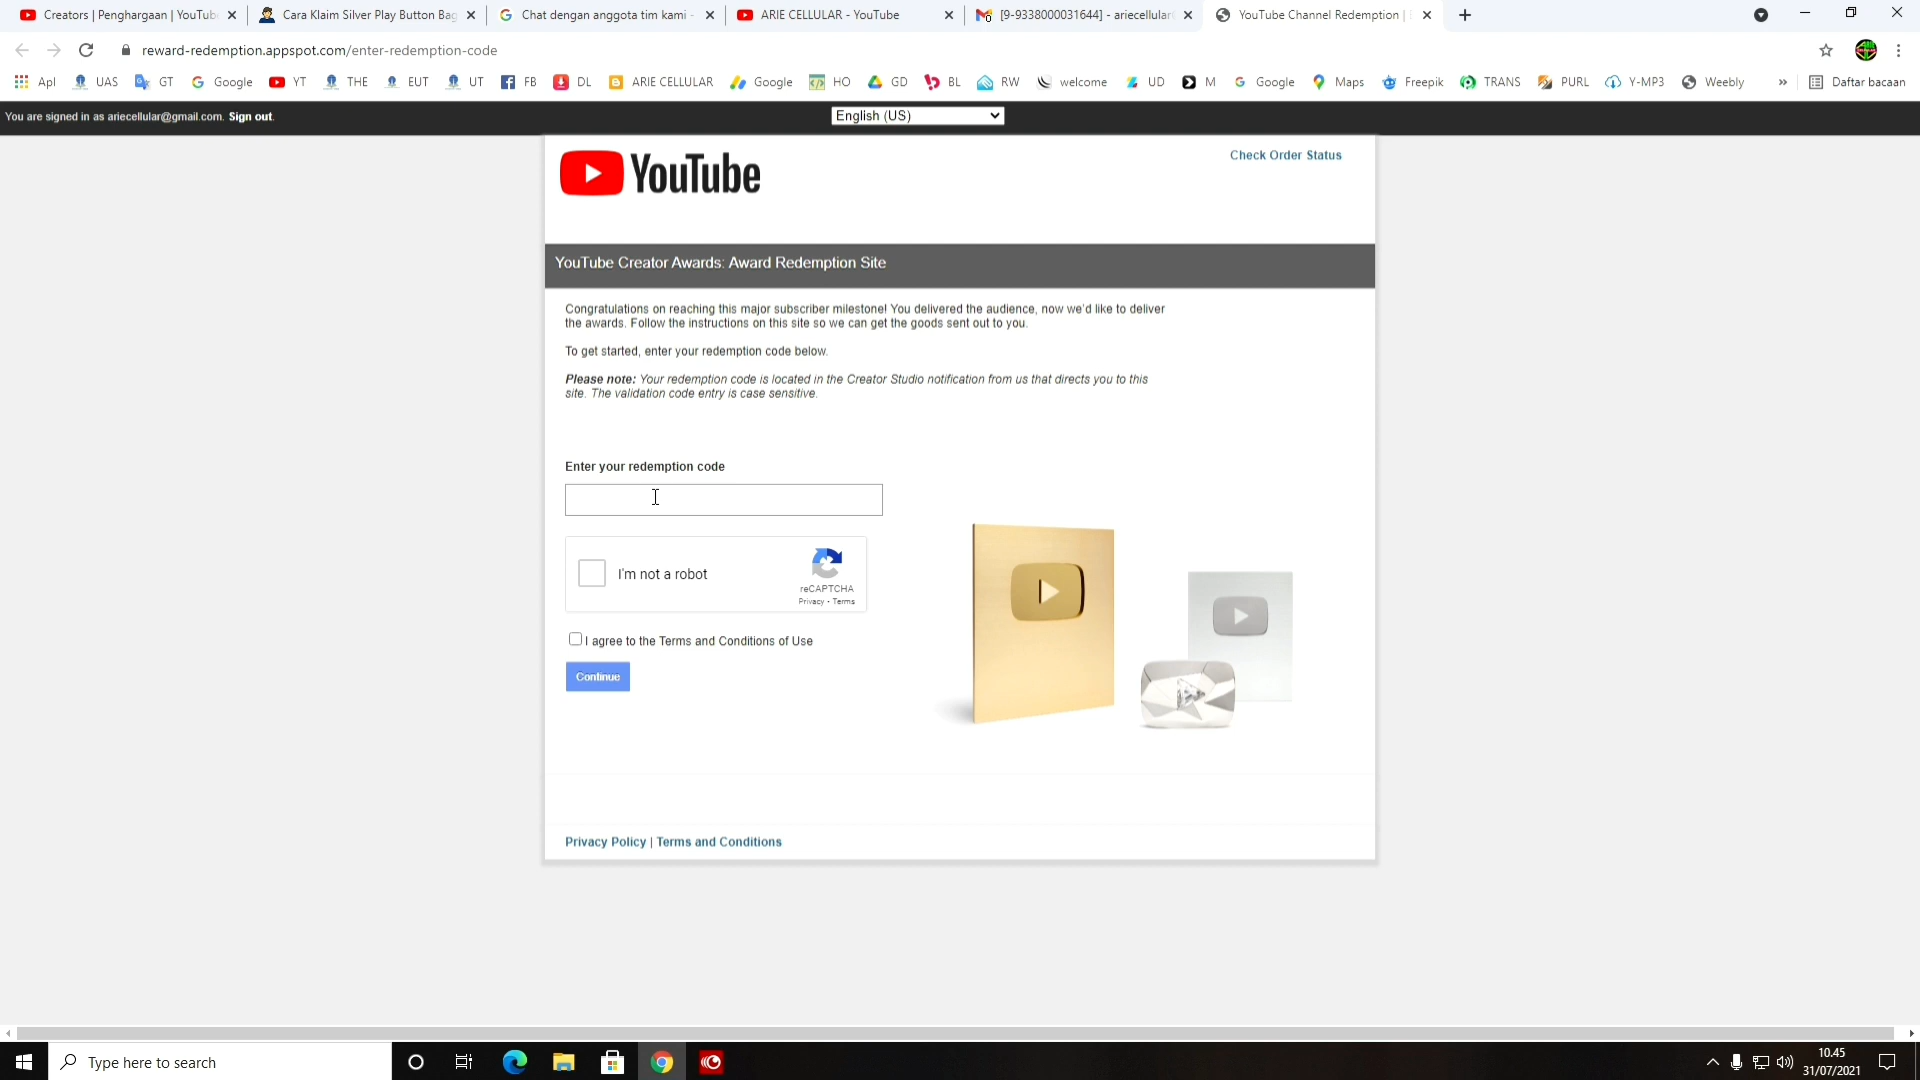 Creators | Penghargaan | YouTub
Cara Klaim Silver Play Button Bag
Chat dengan anggota tim kami -
ARIE CELLULAR - YouTube
[9-9338000031644] - ariecellular
YouTube Channel Redemption |
reward-redemption.appspot.com/enter-redemption-code
Apl UAS GT Google YT THE EUT UT FB DL ARIE CELLULAR Google HO GD BL RW welcome UD M Google Maps Freepik TRANS PURL Y-MP3 Weebly » Daftar bacaan
You are signed in as ariecellular@gmail.com. Sign out.
English (US)
YouTube
Check Order Status
YouTube Creator Awards: Award Redemption Site
Congratulations on reaching this major subscriber milestone! You delivered the audience, now we'd like to deliver
the awards. Follow the instructions on this site so we can get the goods sent out to you.
To get started, enter your redemption code below.
Please note: Your redemption code is located in the Creator Studio notification from us that directs you to this
site. The validation code entry is case sensitive.
Enter your redemption code
I'm not a robot
reCAPTCHA
Privacy - Terms
I agree to the Terms and Conditions of Use
Continue
Privacy Policy | Terms and Conditions
Type here to search
10.45
31/07/2021